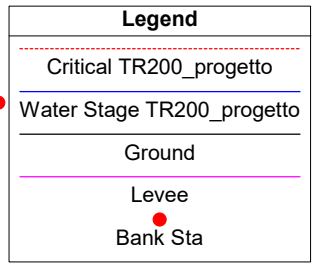 Legend
Critical TR200_progetto
Water Stage TR200_progetto
Ground
Levee
Bank Sta